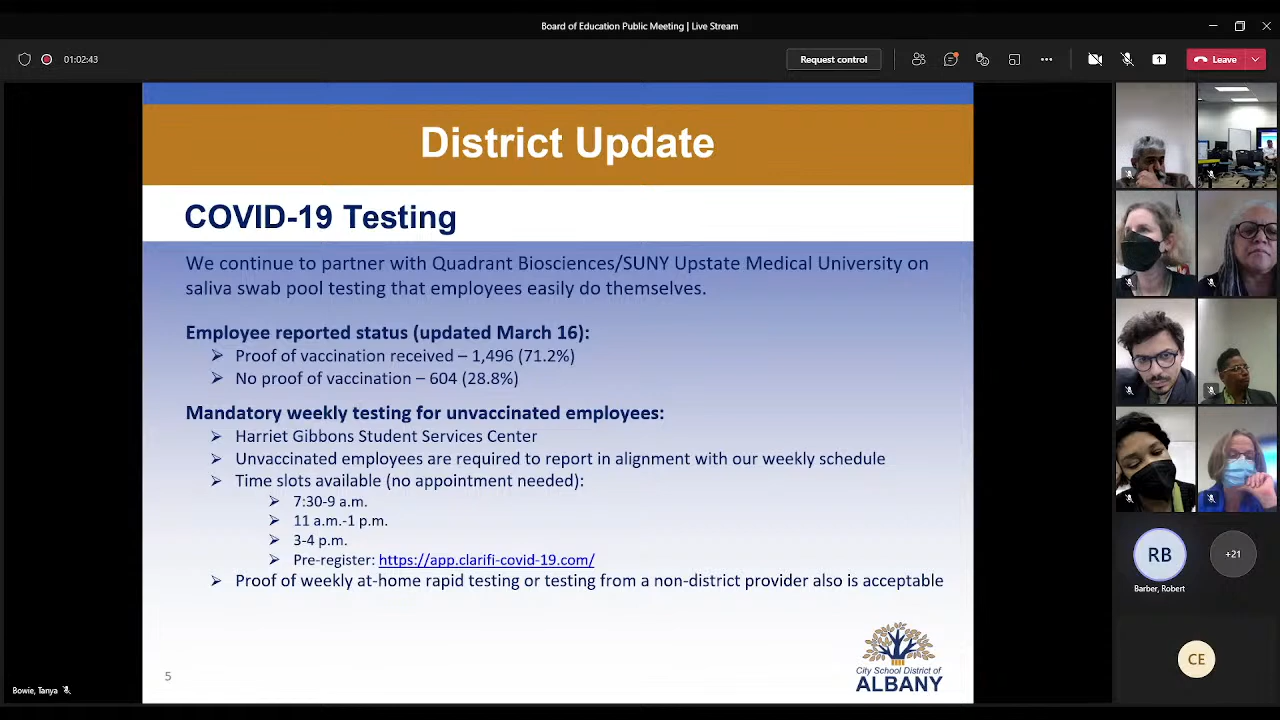 Board of Education Public Meeting | Live Stream
01:02:43
Request control
Leave
District Update
COVID-19 Testing
We continue to partner with Quadrant Biosciences/SUNY Upstate Medical University on
saliva swab pool testing that employees easily do themselves.
Employee reported status (updated March 16):
Proof of vaccination received – 1,496 (71.2%)
No proof of vaccination – 604 (28.8%)
Mandatory weekly testing for unvaccinated employees:
Harriet Gibbons Student Services Center
Unvaccinated employees are required to report in alignment with our weekly schedule
Time slots available (no appointment needed):
7:30-9 a.m.
11 a.m.-1 p.m.
3-4 p.m.
Pre-register: https://app.clarifi-covid-19.com/
Proof of weekly at-home rapid testing or testing from a non-district provider also is acceptable
City School District of
ALBANY
5
Bowie, Tanya
RB
+21
Barber, Robert
CE